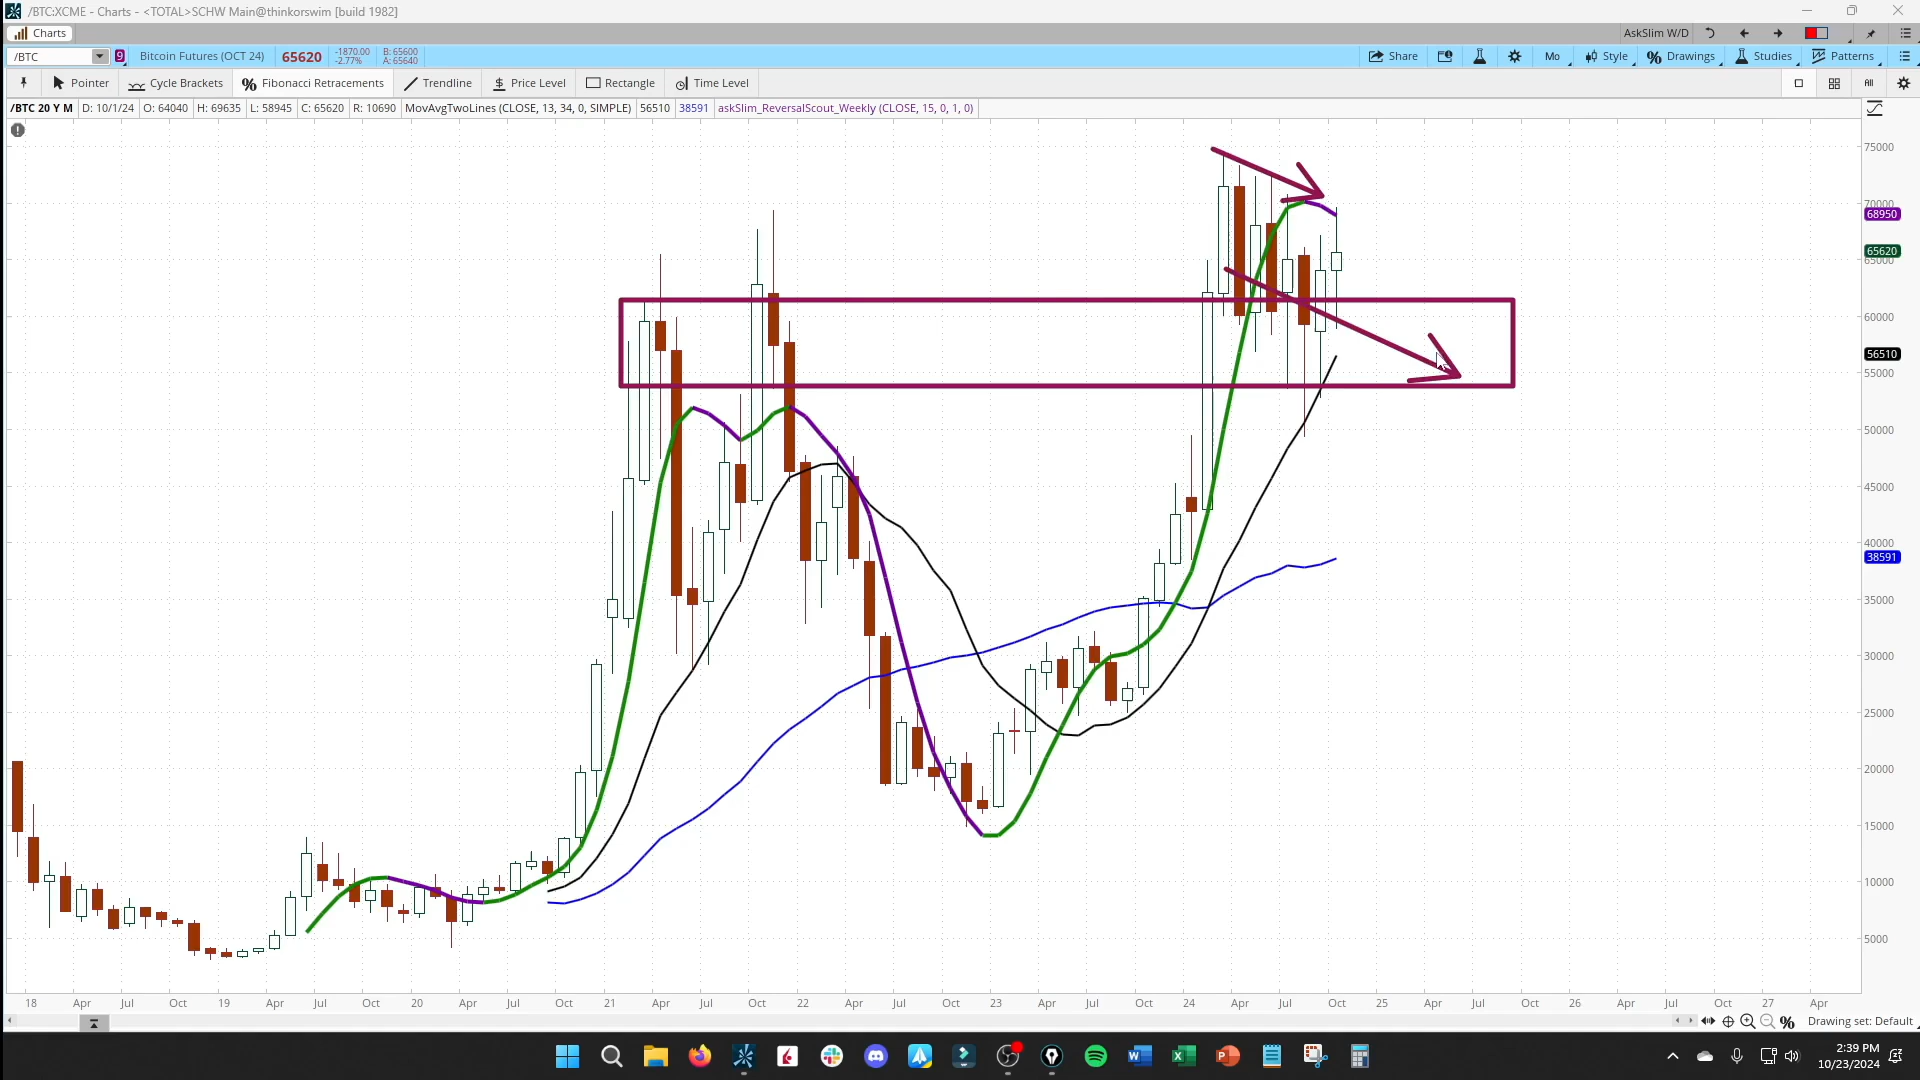 /BTC:XCME - Charts - <TOTAL>SCHW Main@thinkorswim [build 1982]
Charts AskSlim W/D
/BTC 9 Bitcoin Futures (OCT 24) 65620 -1870.00 -2.77% B: 65600 A: 65640 Share Mo Style Drawings Studies Patterns
Pointer Cycle Brackets Fibonacci Retracements Trendline Price Level Rectangle Time Level All
/BTC 20 Y M D: 10/1/24 O: 64040 H: 69635 L: 58945 C: 65620 R: 10690 MovAvgTwoLines (CLOSE, 13, 34, 0, SIMPLE) 56510 38591 askSlim_ReversalScout_Weekly (CLOSE, 15, 0, 1, 0)
75000
70000
68950
65620
65000
60000
56510
55000
50000
45000
40000
38591
35000
30000
25000
20000
15000
10000
5000
18 Apr Jul Oct 19 Apr Jul Oct 20 Apr Jul Oct 21 Apr Jul Oct 22 Apr Jul Oct 23 Apr Jul Oct 24 Apr Jul Oct 25 Apr Jul Oct 26 Apr Jul Oct 27 Apr
Drawing set: Default
2:39 PM
10/23/2024